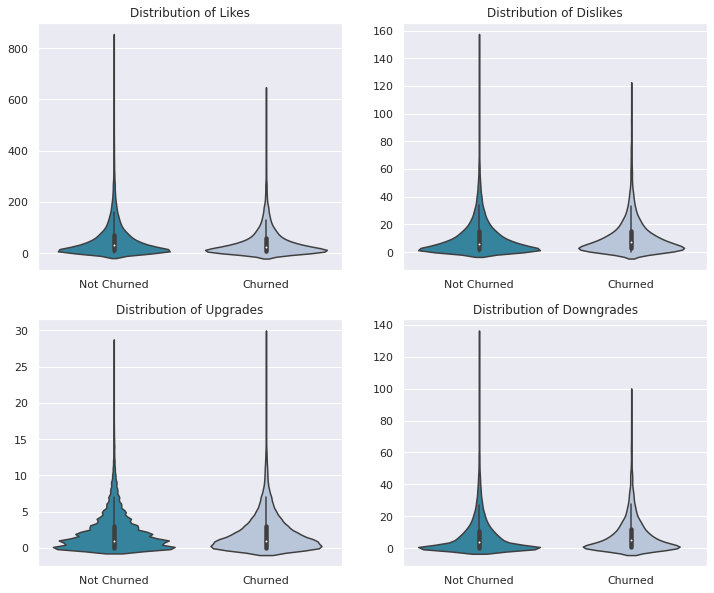 Distribution of Likes
800
600
400
200
0
Not Churned
Churned
Distribution of Dislikes
160
140
120
100
80
60
40
20
0
Not Churned
Churned
Distribution of Upgrades
30
25
20
15
10
5
0
Not Churned
Churned
Distribution of Downgrades
140
120
100
80
60
40
20
0
Not Churned
Churned